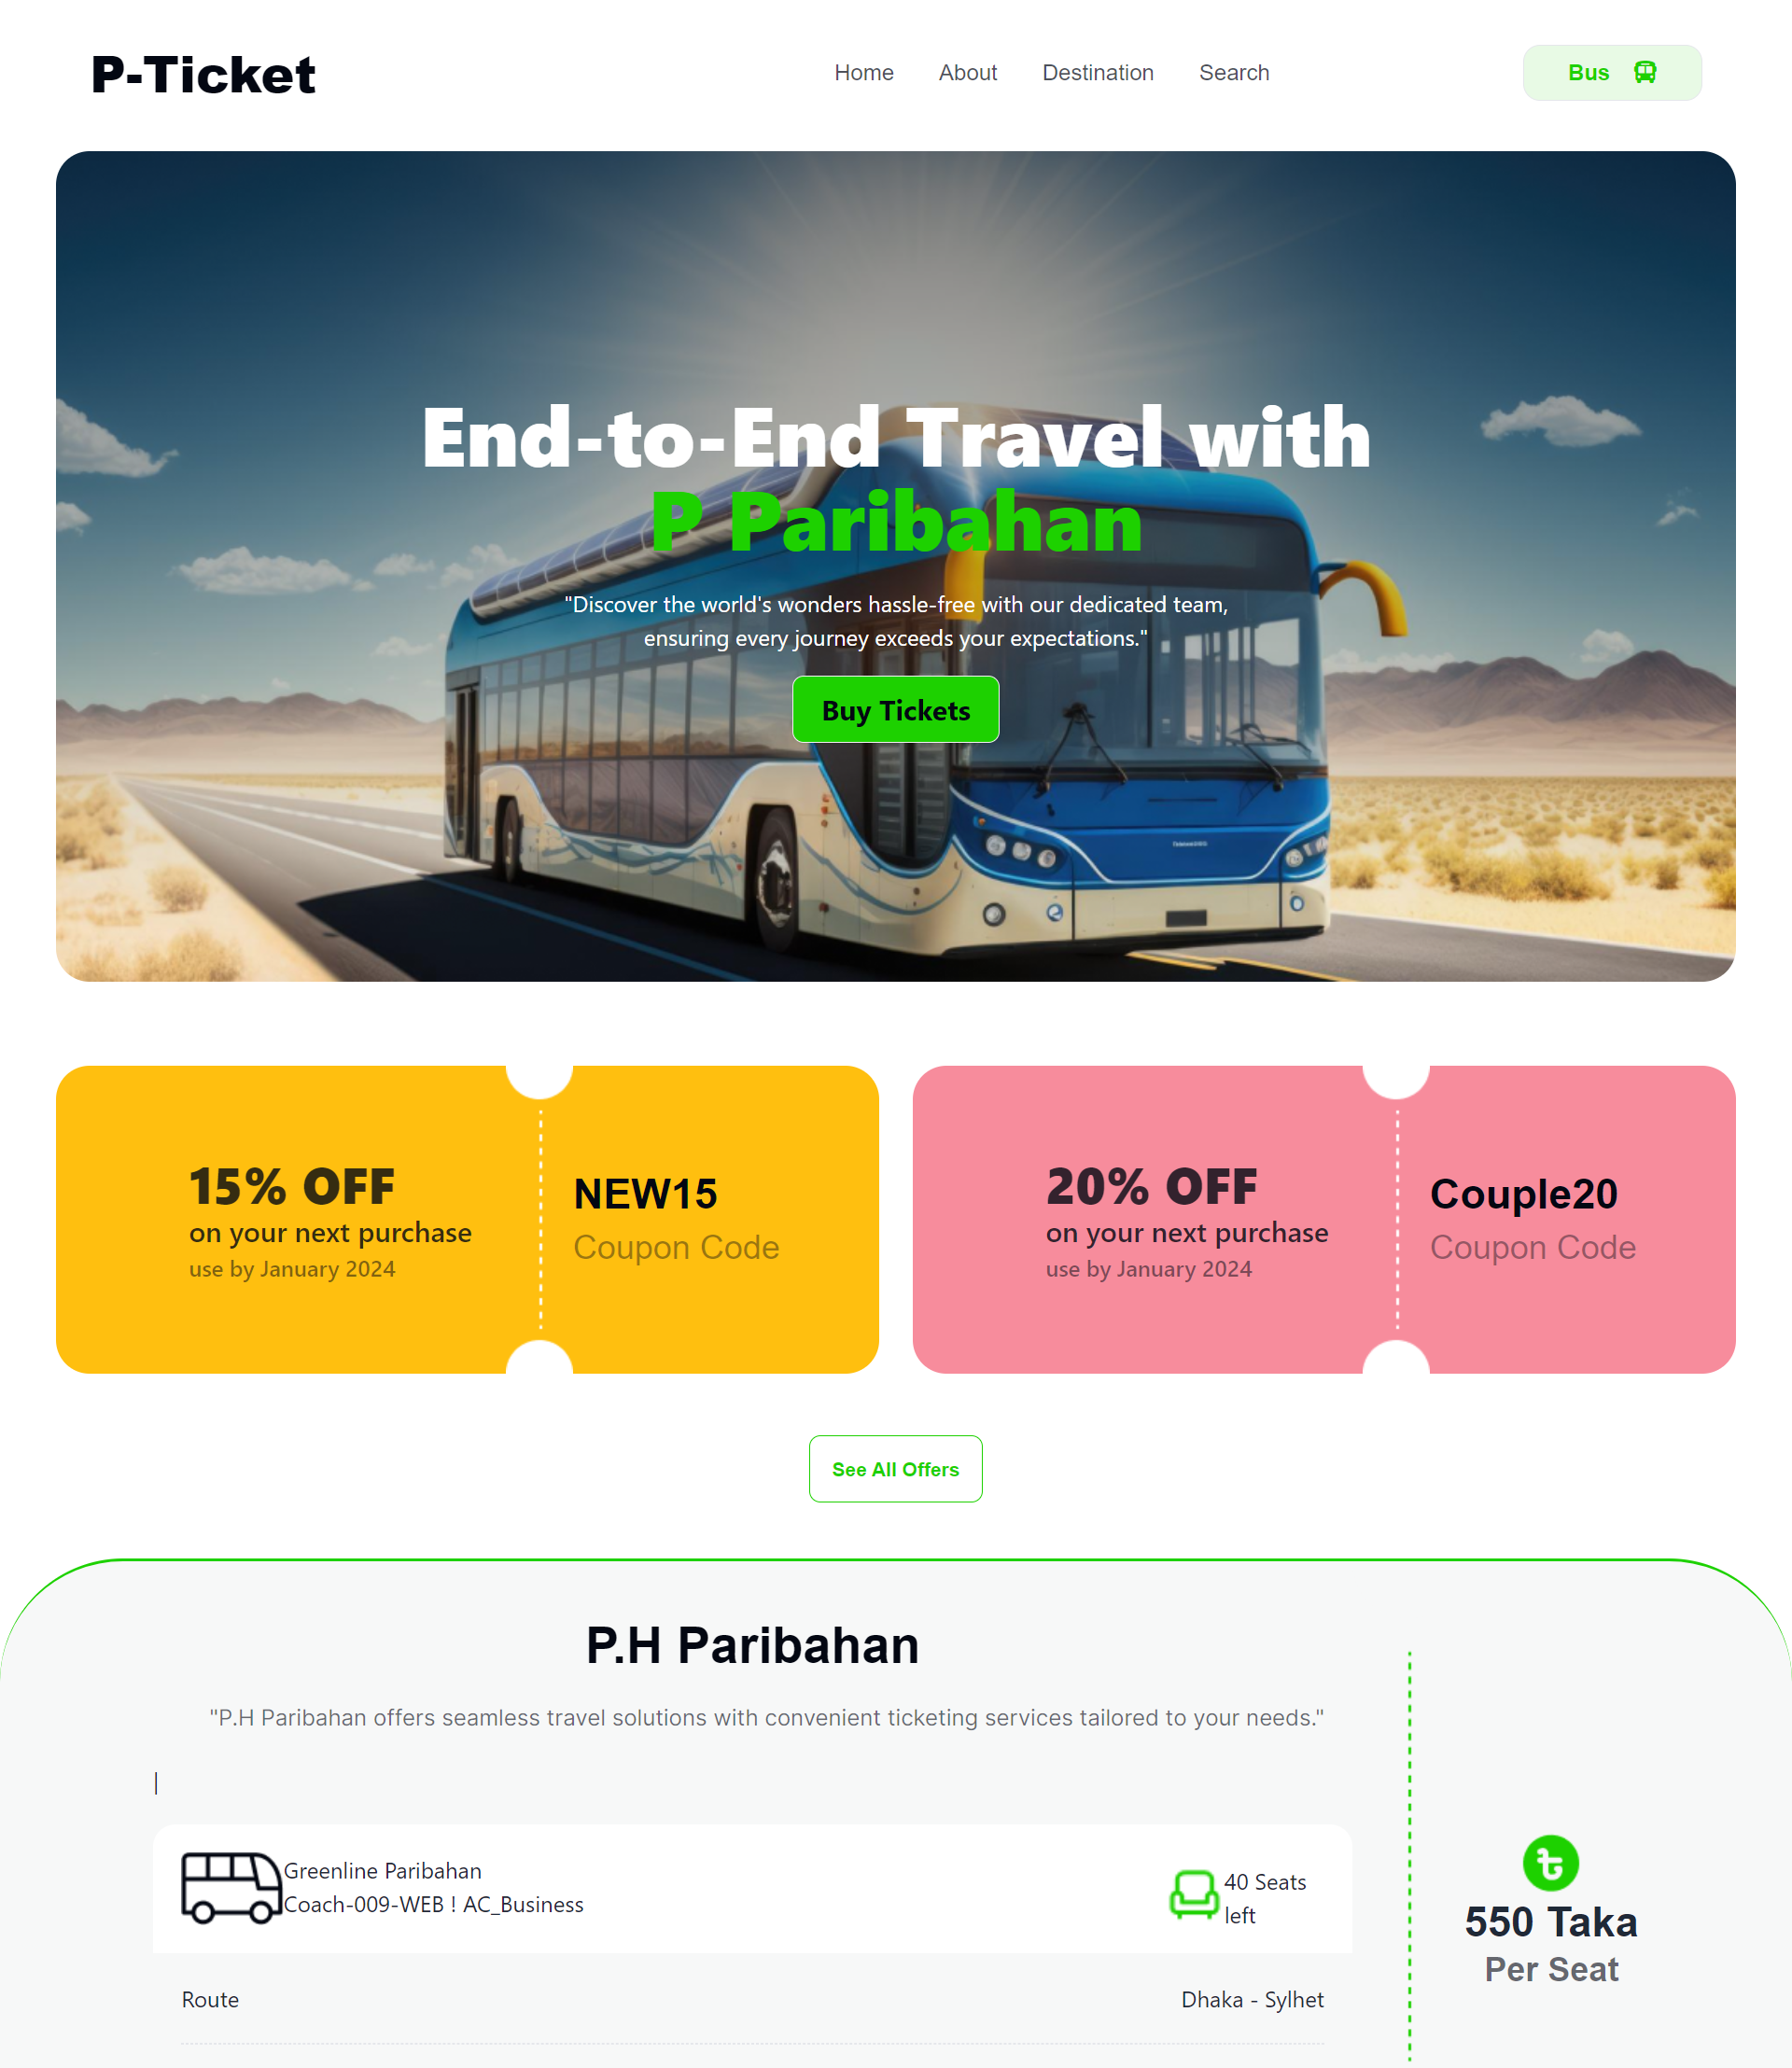 P-Ticket
Home
About
Destination
Search
Bus
End-to-End Travel with
P Paribahan
"Discover the world's wonders hassle-free with our dedicated team,
ensuring every journey exceeds your expectations."
Buy Tickets
15% OFF
on your next purchase
use by January 2024
NEW15
Coupon Code
20% OFF
on your next purchase
use by January 2024
Couple20
Coupon Code
See All Offers
P.H Paribahan
"P.H Paribahan offers seamless travel solutions with convenient ticketing services tailored to your needs."
|
Greenline Paribahan
Coach-009-WEB ! AC_Business
40 Seats
left
Route
Dhaka - Sylhet
550 Taka
Per Seat